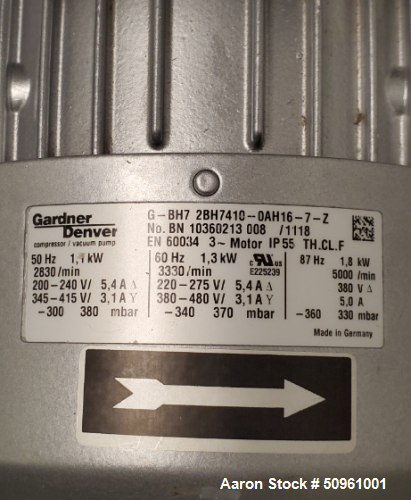 Gardner
Denver
compressor / vacuum pump
G-BH7 2BH7410-0AH16-7-Z
No. BN 10360213 008 /1118
EN 60034 3~ Motor IP 55 TH.CL.F
50 Hz 1,1 kW
2830 /min
200-240 V/ 5,4 A Δ
345-415 V/ 3,1 A Y
-300 380 mbar
60 Hz 1,3 kW
3330 /min
220-275 V/ 5,4 A Δ
380-480 V/ 3,1 A Y
-340 370 mbar
c UL us
E225239
87 Hz 1,8 kW
5000 /min
380 V Δ
5,0 A
-360 330 mbar
Made in Germany
Aaron Stock # 50961001